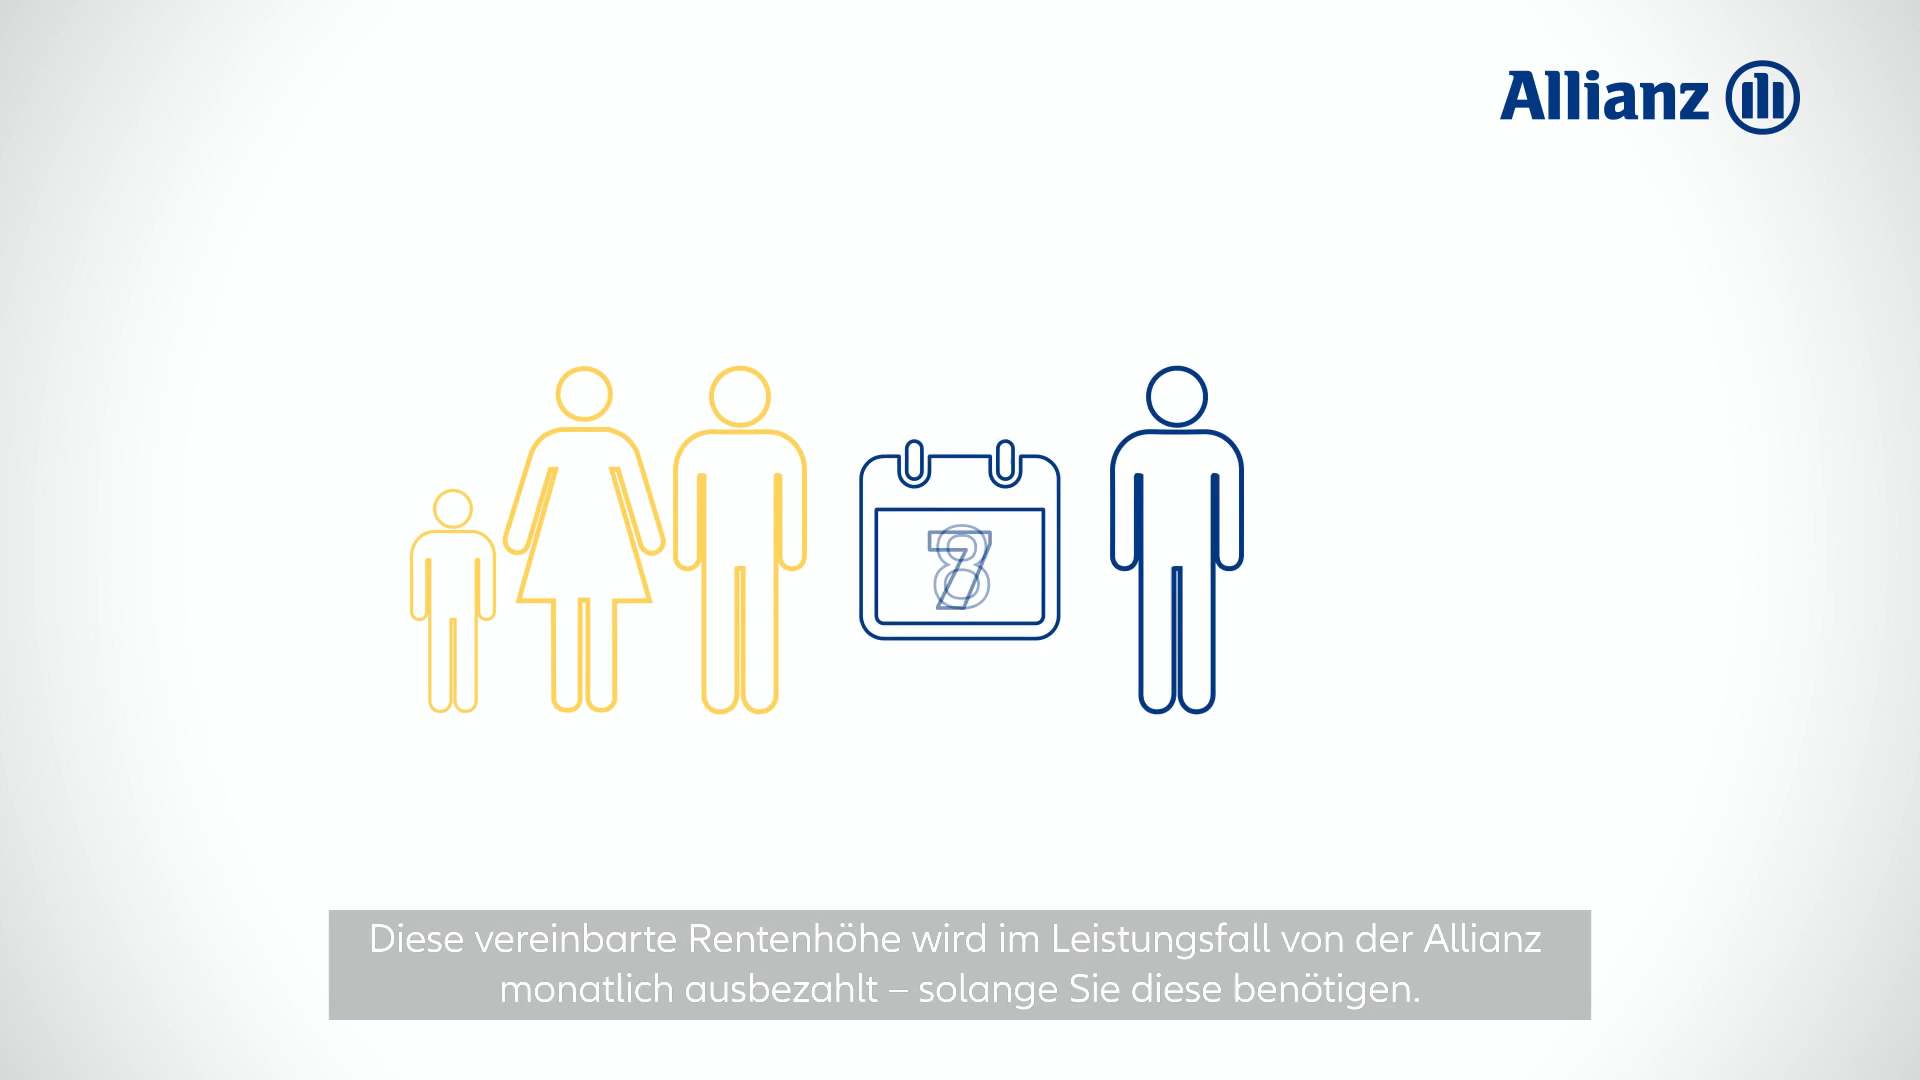 Allianz
Diese vereinbarte Rentenhöhe wird im Leistungsfall von der Allianz
monatlich ausbezahlt – solange Sie diese benötigen.